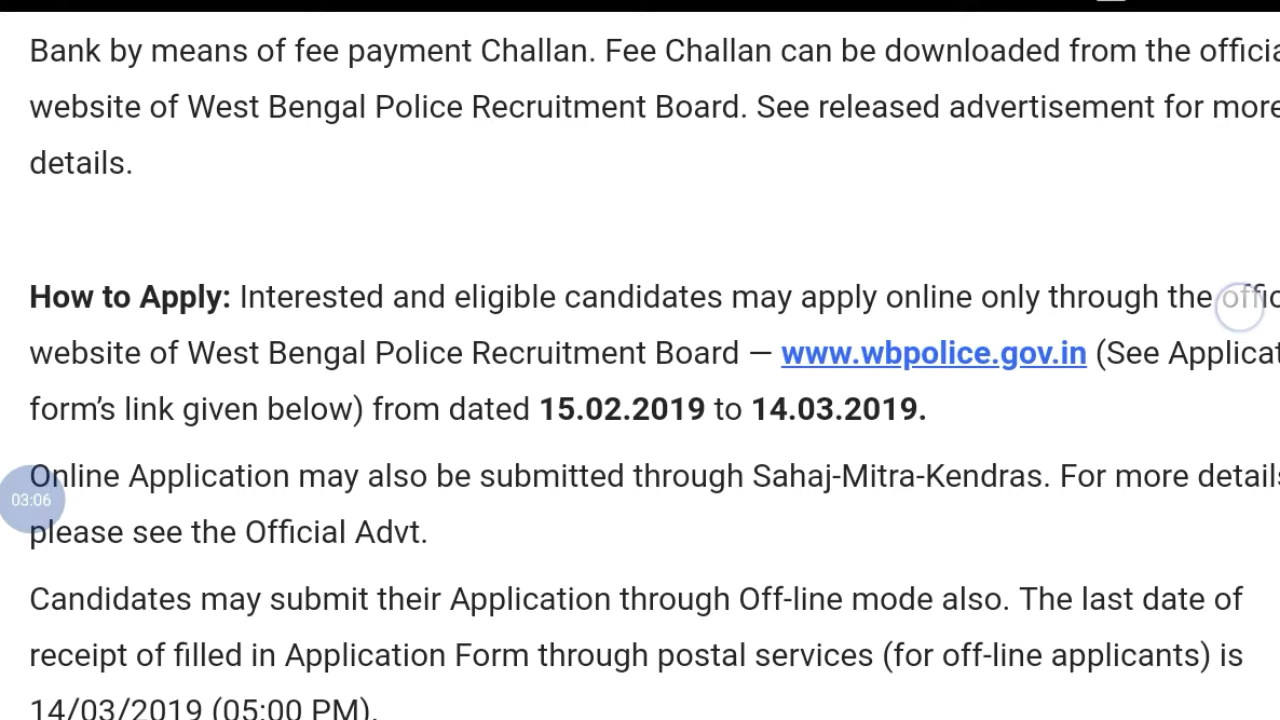 Bank by means of fee payment Challan. Fee Challan can be downloaded from the officia
website of West Bengal Police Recruitment Board. See released advertisement for more
details.
How to Apply: Interested and eligible candidates may apply online only through the offic
website of West Bengal Police Recruitment Board — www.wbpolice.gov.in (See Applicat
form's link given below) from dated 15.02.2019 to 14.03.2019.
Online Application may also be submitted through Sahaj-Mitra-Kendras. For more details
03:06
please see the Official Advt.
Candidates may submit their Application through Off-line mode also. The last date of
receipt of filled in Application Form through postal services (for off-line applicants) is
14/03/2019 (05:00 PM).